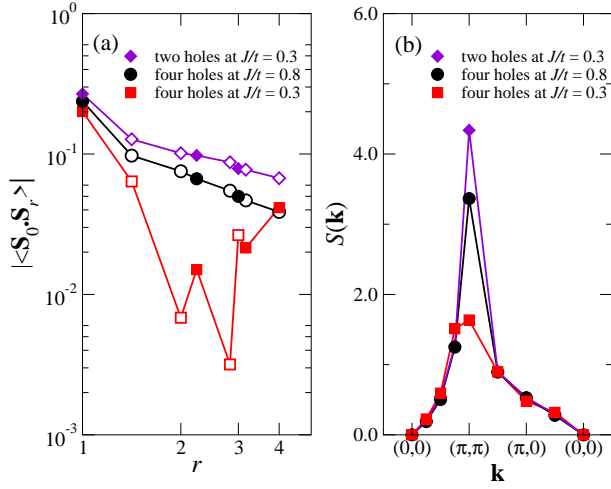 (a)
two holes at J/t = 0.3
four holes at J/t = 0.8
four holes at J/t = 0.3
10⁰
10⁻¹
10⁻²
10⁻³
|<S₀.Sᵣ>|
1
2
3
4
r
(b)
two holes at J/t = 0.3
four holes at J/t = 0.8
four holes at J/t = 0.3
6.0
4.0
2.0
0.0
S(k)
(0,0)
(π,π)
(π,0)
(0,0)
k